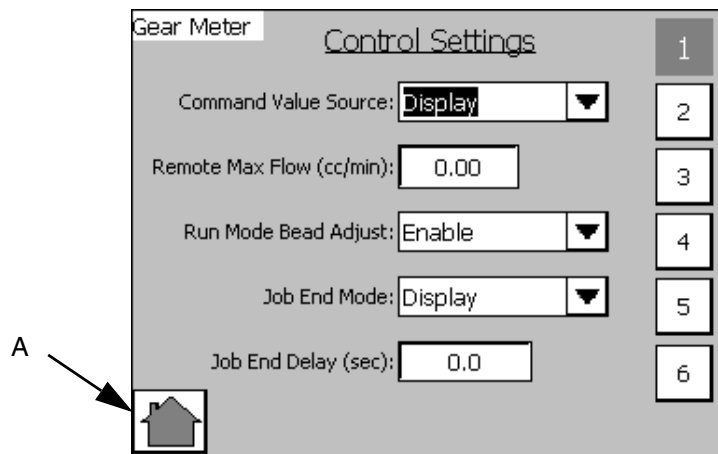 Gear Meter
Control Settings
1
Command Value Source: Display
2
Remote Max Flow (cc/min): 0.00
3
Run Mode Bead Adjust: Enable
4
Job End Mode: Display
5
Job End Delay (sec): 0.0
6
A